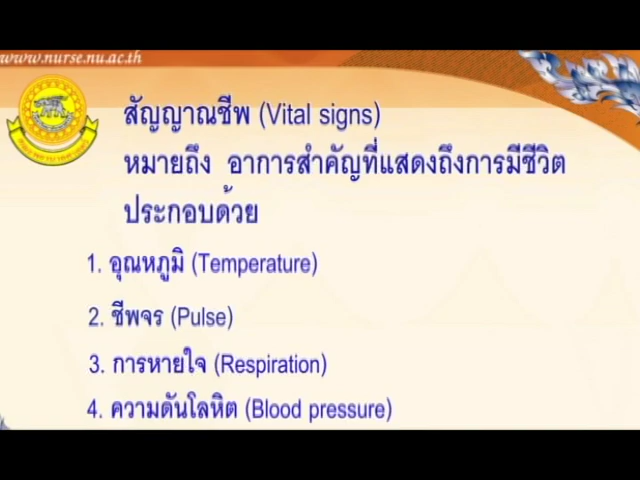 www.nurse.nu.ac.th
สัญญาณชีพ (Vital signs)
หมายถึง อาการสำคัญที่แสดงถึงการมีชีวิต
ประกอบด้วย
1. อุณหภูมิ (Temperature)
2. ชีพจร (Pulse)
3. การหายใจ (Respiration)
4. ความดันโลหิต (Blood pressure)